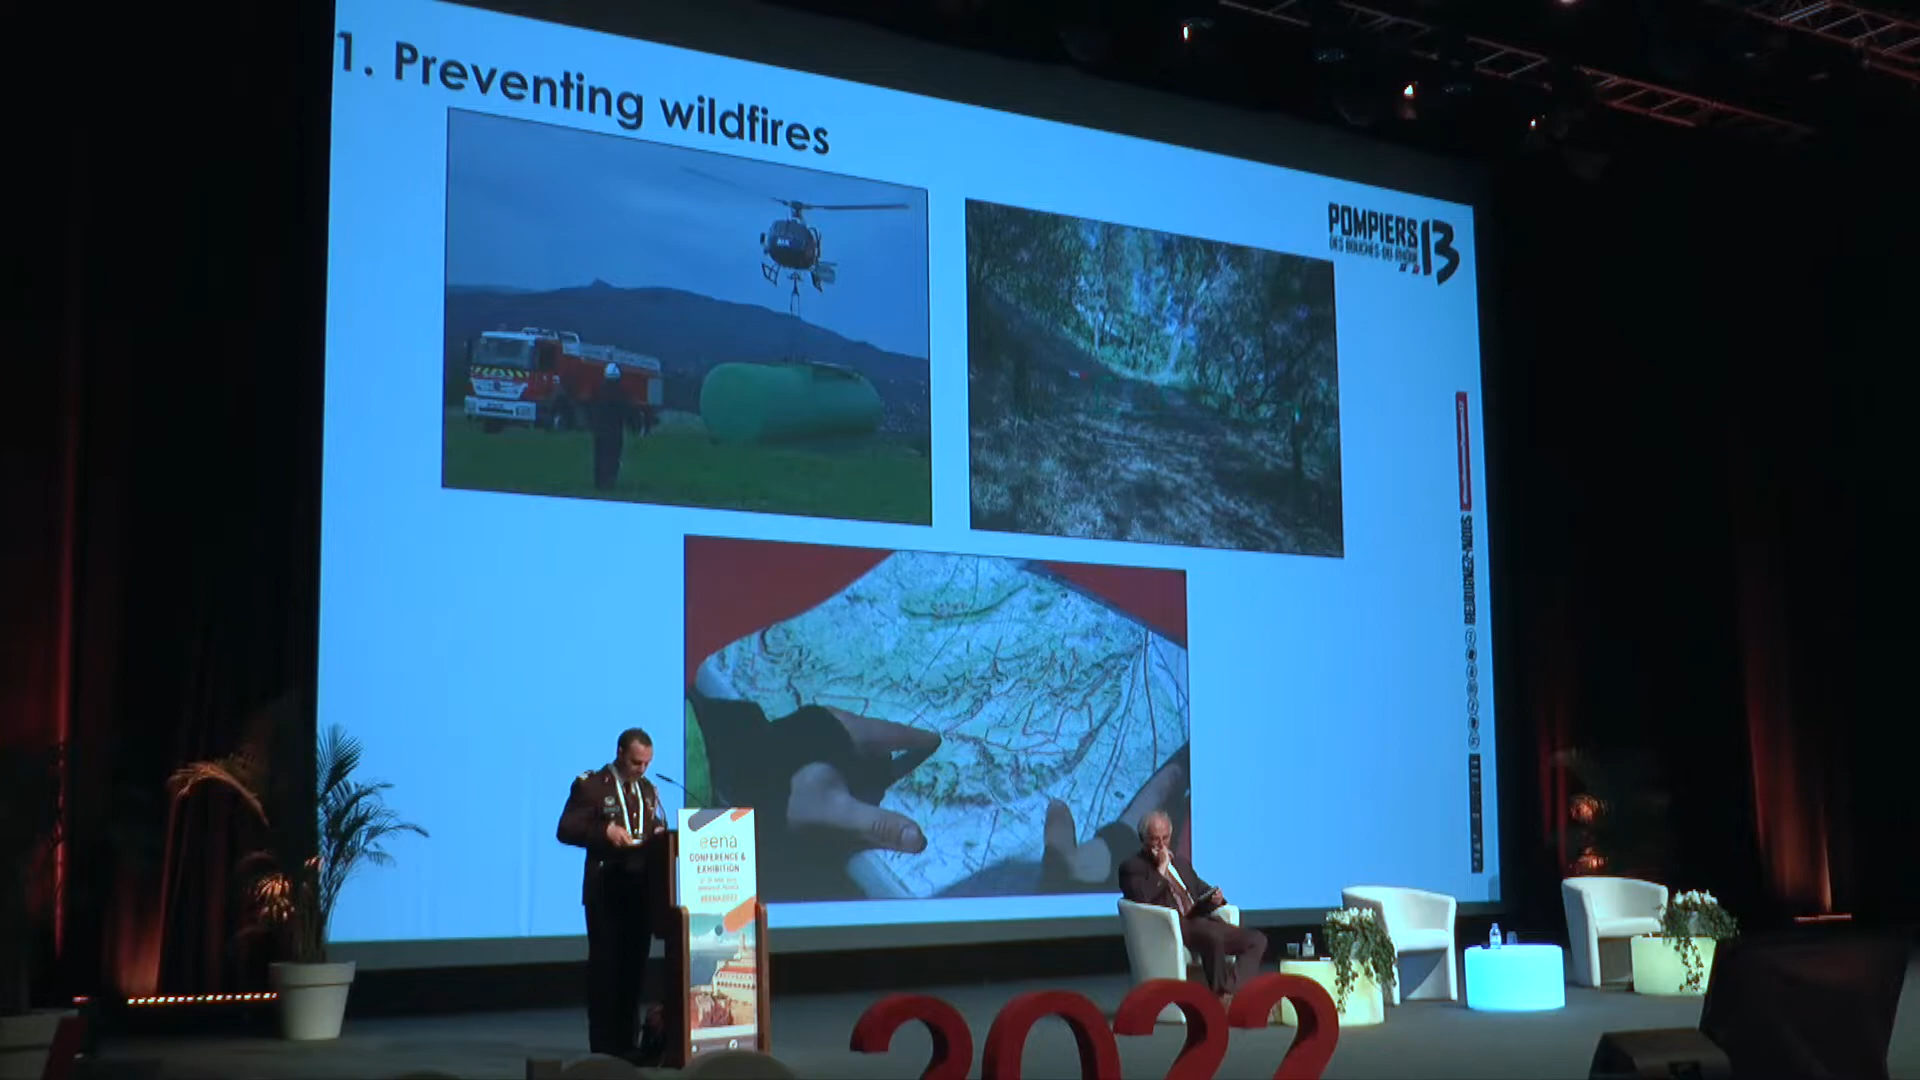 1. Preventing wildfires
POMPIERS 13
DES BOUCHES-DU-RHÔNE
eena
CONFERENCE &
EXHIBITION
2022